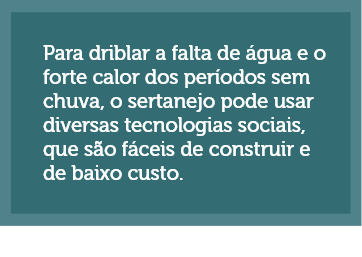 Para driblar a falta de água e o
forte calor dos períodos sem
chuva, o sertanejo pode usar
diversas tecnologias sociais,
que são fáceis de construir e
de baixo custo.